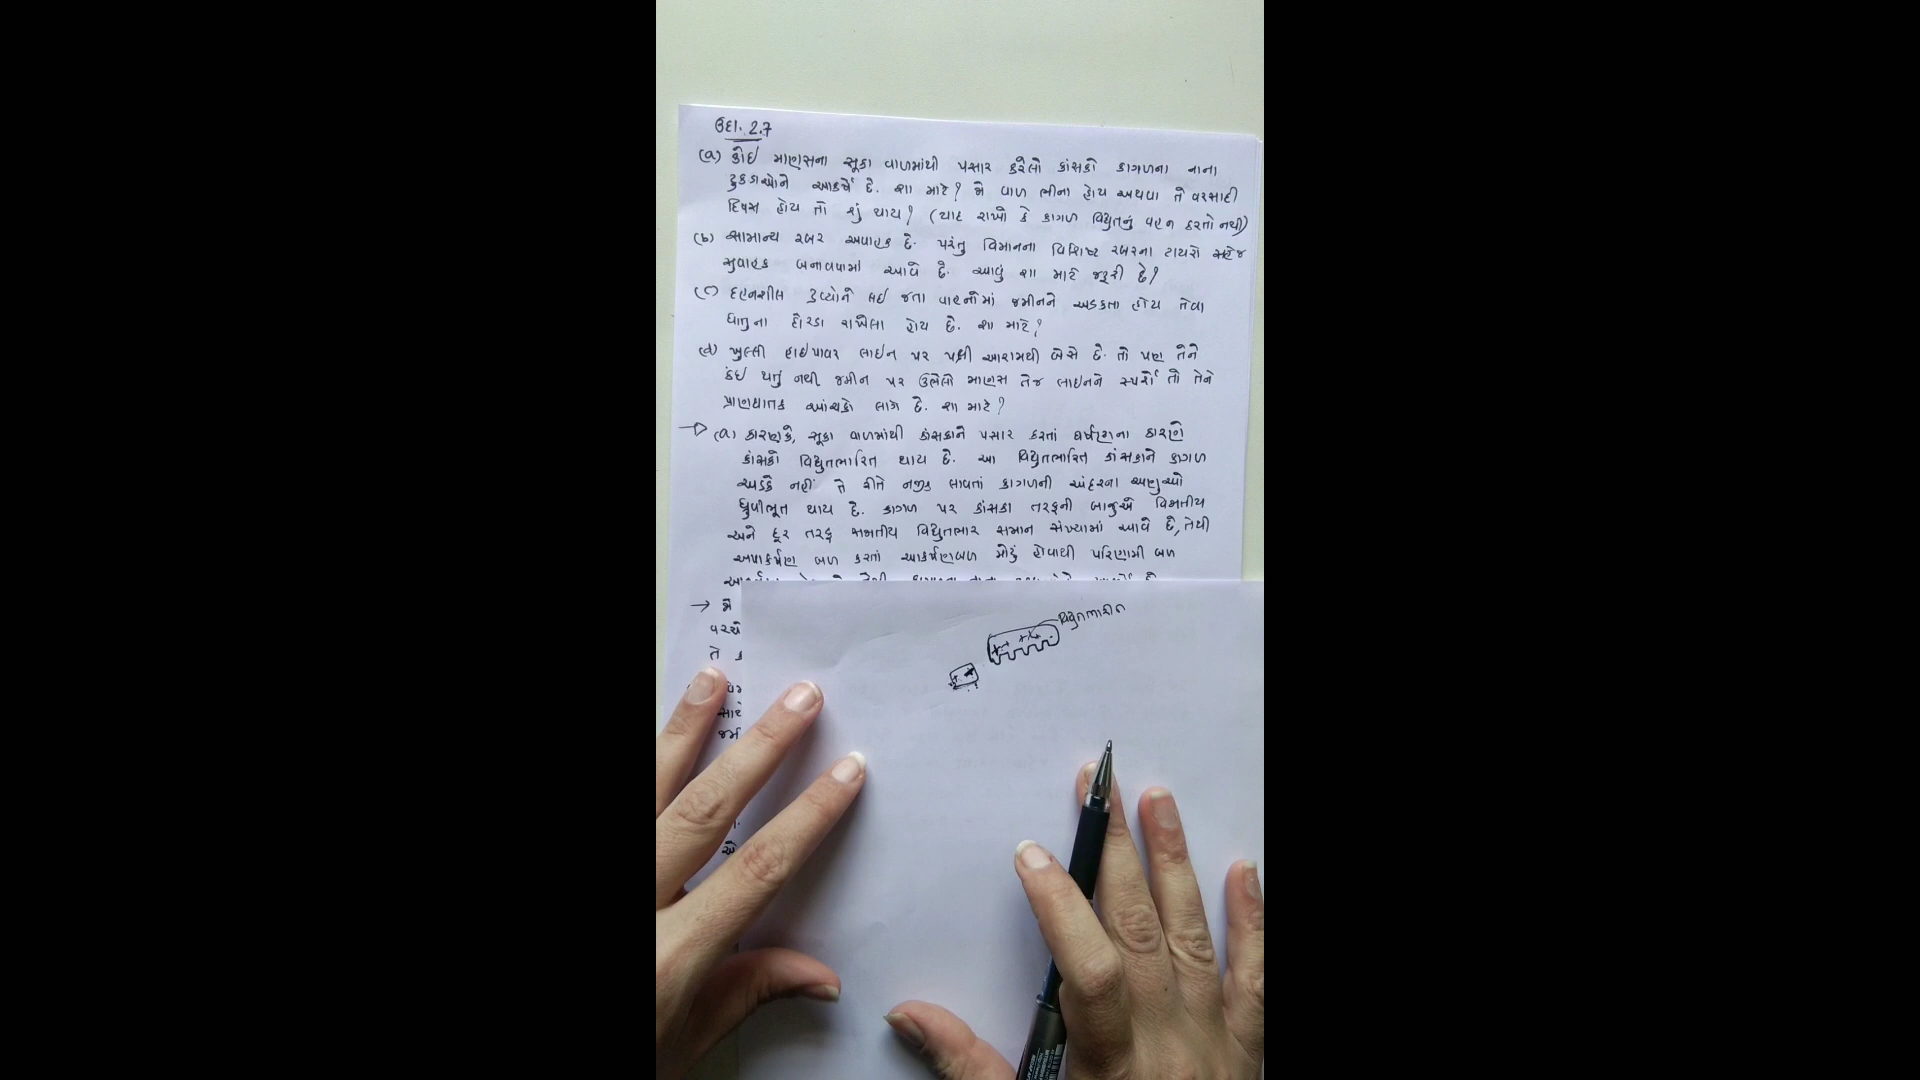 ઉદા. 2.7
(a) કોઈ માણસના સૂકા વાળમાંથી પસાર કરેલો કાંસકો કાગળના નાના
ટુકડાઓને આકર્ષે છે. શા માટે? જો વાળ ભીના હોય અથવા તે વરસાદી
દિવસ હોય તો શું થાય? (યાદ રાખો કે કાગળ વિદ્યુતનું વહન કરતો નથી)
(b) સામાન્ય રબર અવાહક છે. પરંતુ વિમાનના વિશિષ્ટ રબરના ટાયરો સહેજ
સુવાહક બનાવવામાં આવે છે. આવું શા માટે જરૂરી છે?
(c) દહનશીલ દ્રવ્યોને લઈ જતા વાહનોમાં જમીનને અડકતા હોય તેવા
ધાતુના દોરડા રાખેલા હોય છે. શા માટે?
(d) ખુલ્લી હાઈપાવર લાઈન પર પક્ષી આરામથી બેસે છે. તો પણ તેને
કંઈ થતું નથી જમીન પર ઉભેલો માણસ તેજ લાઇનને સ્પર્શે તો તેને
પ્રાણઘાતક આંચકો લાગે છે. શા માટે?
→ (a) કારણકે, સૂકા વાળમાંથી કાંસકાને પસાર કરતાં ઘર્ષણના કારણે
કાંસકો વિદ્યુતભારિત થાય છે. આ વિદ્યુતભારિત કાંસકાને કાગળ
અડકે નહીં તે રીતે નજીક લાવતાં કાગળની અંદરના અણુઓ
ધ્રુવીભૂત થાય છે. કાગળ પર કાંસકા તરફની બાજુએ વિજાતીય
અને દૂર તરફ સજાતીય વિદ્યુતભાર સમાન સંખ્યામાં આવે છે, તેથી
અપાકર્ષણ બળ કરતાં આકર્ષણબળ મોટું હોવાથી પરિણામી બળ
→ જો
વિદ્યુતભારિત
વચ્ચે
તે
સાથે